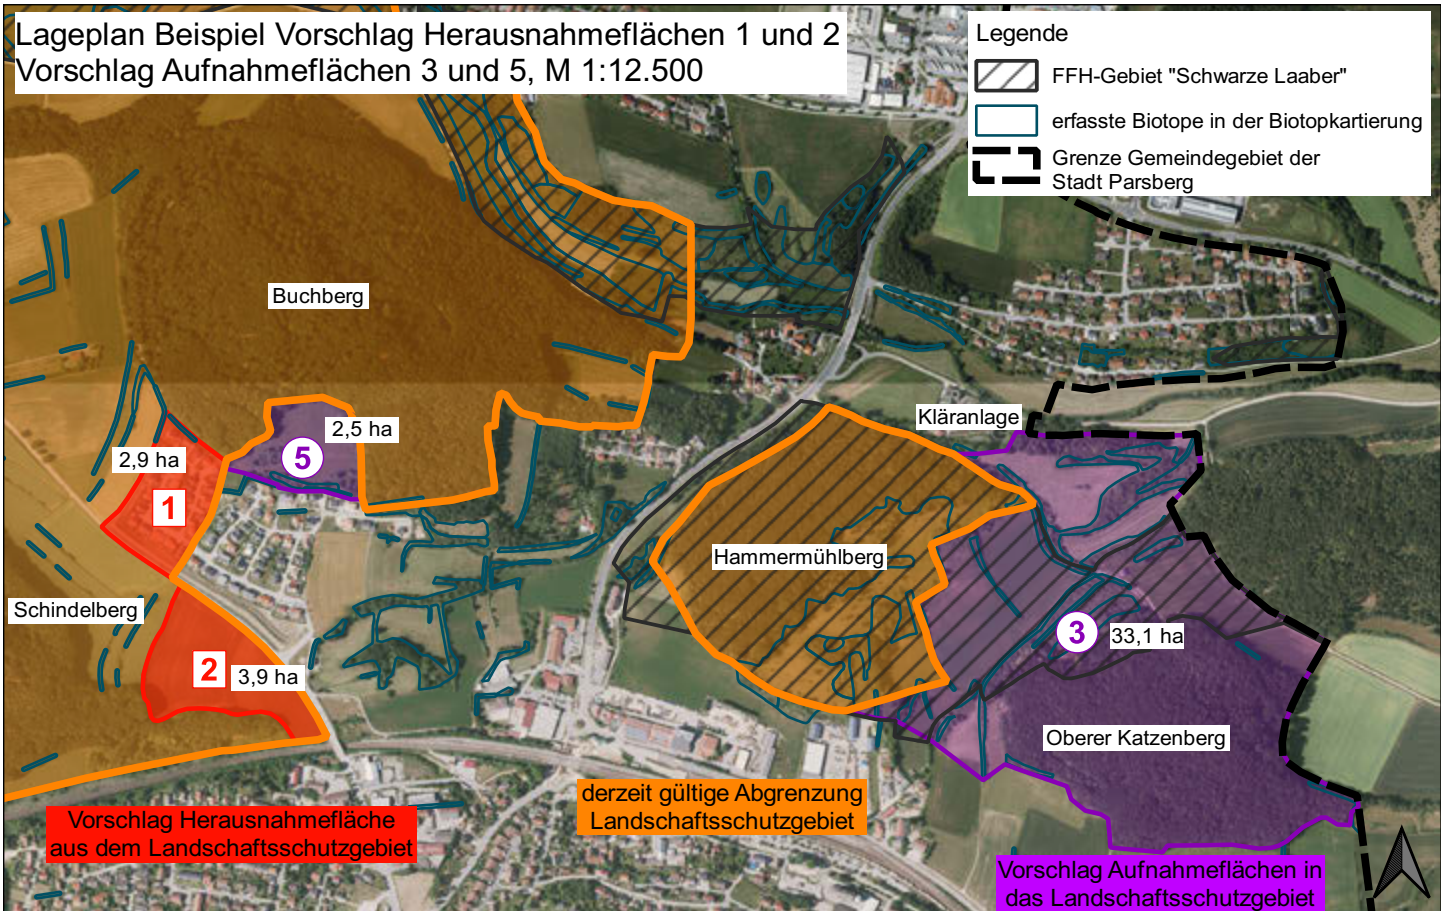 Lageplan Beispiel Vorschlag Herausnahmeflächen 1 und 2
Vorschlag Aufnahmeflächen 3 und 5, M 1:12.500
Legende
FFH-Gebiet "Schwarze Laaber"
erfasste Biotope in der Biotopkartierung
Grenze Gemeindegebiet der
Stadt Parsberg
Buchberg
Kläranlage
2,5 ha
5
2,9 ha
1
Hammermühlberg
Schindelberg
3
33,1 ha
2
3,9 ha
Oberer Katzenberg
derzeit gültige Abgrenzung
Landschaftsschutzgebiet
Vorschlag Herausnahmefläche
aus dem Landschaftsschutzgebiet
Vorschlag Aufnahmeflächen in
das Landschaftsschutzgebiet